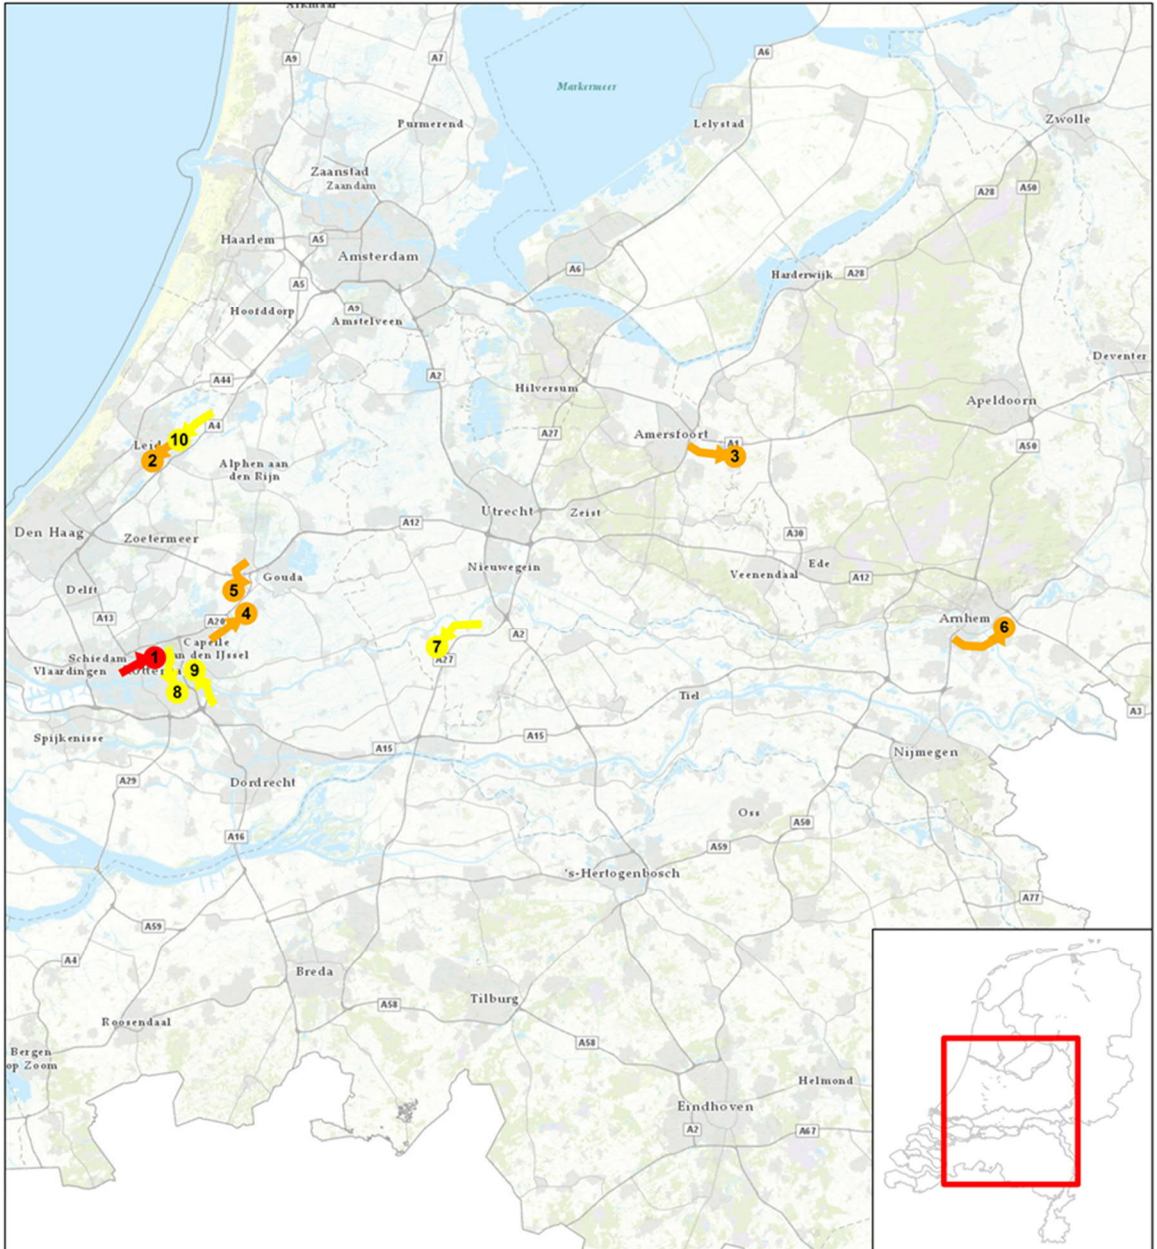 Alkmaar
A9
A7
A6
Markermeer
Purmerend
Lelystad
Zwolle
Zaanstad
Zaandam
A28
A50
Haarlem
A5
Amsterdam
A6
Harderwijk
A28
A5
Hoofddorp
A9
Amstelveen
A44
A2
Hilversum
Deventer
Apeldoorn
A4
A27
Amersfoort
A1
A50
10
2
3
Alphen aan
den Rijn
Den Haag
Zoetermeer
A12
Utrecht
Zeist
A30
Ede
Veenendaal
A12
Nieuwegein
Gouda
5
Delft
A13
A20
4
Arnhem
6
A2
Capelle
an den IJssel
Schiedam
Vlaardingen
1
9
7
A27
8
Tiel
A3
Spijkenisse
A15
A15
Nijmegen
A29
Dordrecht
Oss
A50
A16
A59
's-Hertogenbosch
A77
A59
A4
Breda
Tilburg
A58
Roosendaal
A58
Bergen
op Zoom
Helmond
Eindhoven
A2
A67